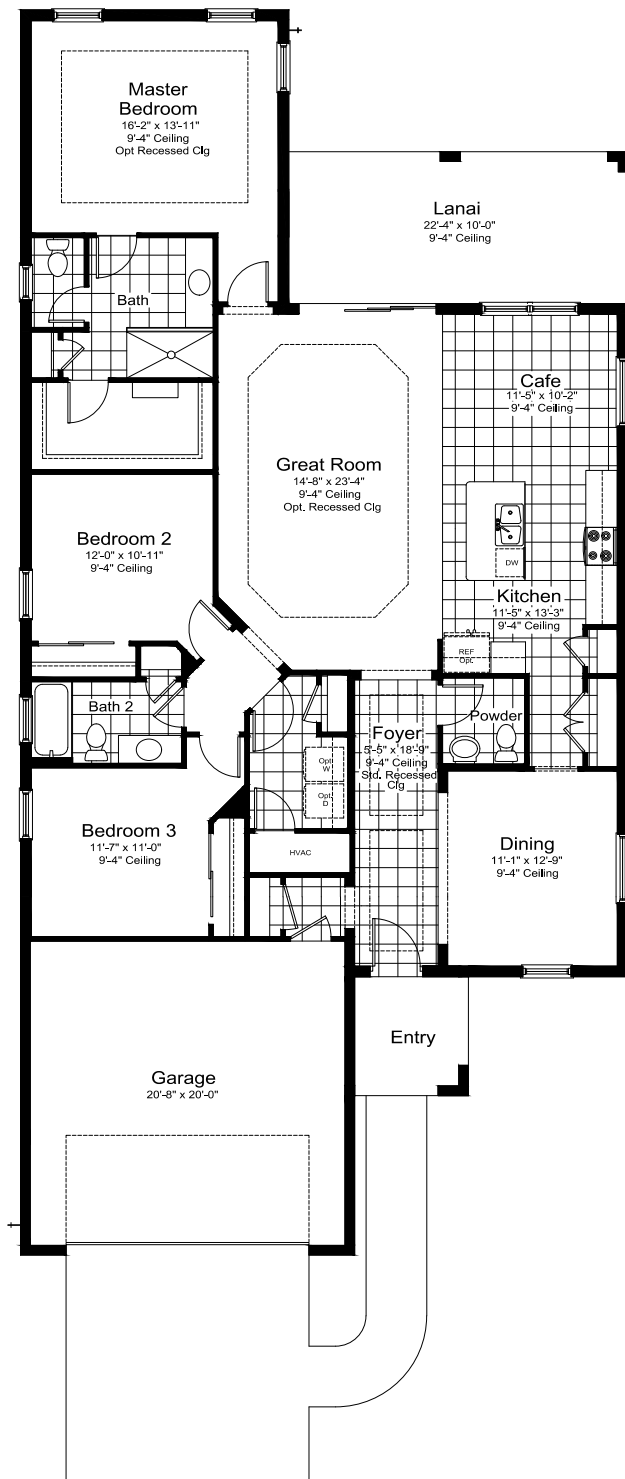 Master
Bedroom
16'-2" x 13'-11"
9'-4" Ceiling
Opt Recessed Clg
Lanai
22'-4" x 10'-0"
9'-4" Ceiling
Bath
Cafe
11'-5" x 10'-2"
9'-4" Ceiling
Great Room
14'-8" x 23'-4"
9'-4" Ceiling
Opt. Recessed Clg
Bedroom 2
12'-0" x 10'-11"
9'-4" Ceiling
DW
Kitchen
11'-5" x 13'-3"
9'-4" Ceiling
REF
Opt.
Bath 2
Foyer
5'-5" x 18'-9"
9'-4" Ceiling
Std. Recessed
Clg
Powder
Opt.
W
Opt.
D
Bedroom 3
11'-7" x 11'-0"
9'-4" Ceiling
HVAC
Dining
11'-1" x 12'-9"
9'-4" Ceiling
Entry
Garage
20'-8" x 20'-0"